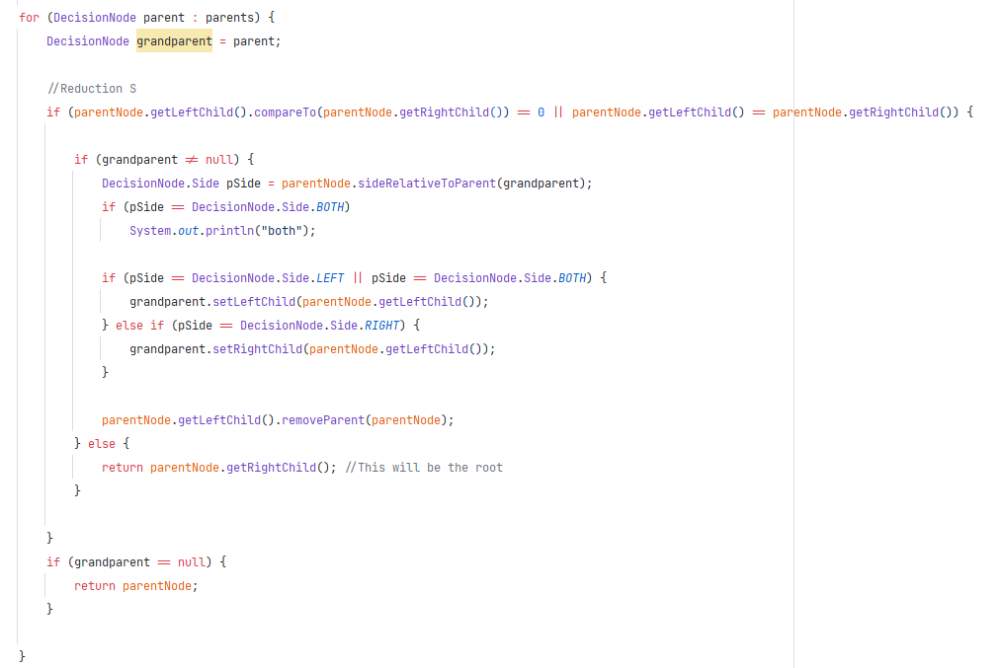 for (DecisionNode parent : parents) {
DecisionNode grandparent = parent;
//Reduction S
if (parentNode.getLeftChild().compareTo(parentNode.getRightChild()) == 0 || parentNode.getLeftChild() == parentNode.getRightChild()) {
if (grandparent != null) {
DecisionNode.Side pSide = parentNode.sideRelativeToParent(grandparent);
if (pSide == DecisionNode.Side.BOTH)
System.out.println("both");
if (pSide == DecisionNode.Side.LEFT || pSide == DecisionNode.Side.BOTH) {
grandparent.setLeftChild(parentNode.getLeftChild());
} else if (pSide == DecisionNode.Side.RIGHT) {
grandparent.setRightChild(parentNode.getLeftChild());
}
parentNode.getLeftChild().removeParent(parentNode);
} else {
return parentNode.getRightChild(); //This will be the root
}
}
if (grandparent == null) {
return parentNode;
}
}